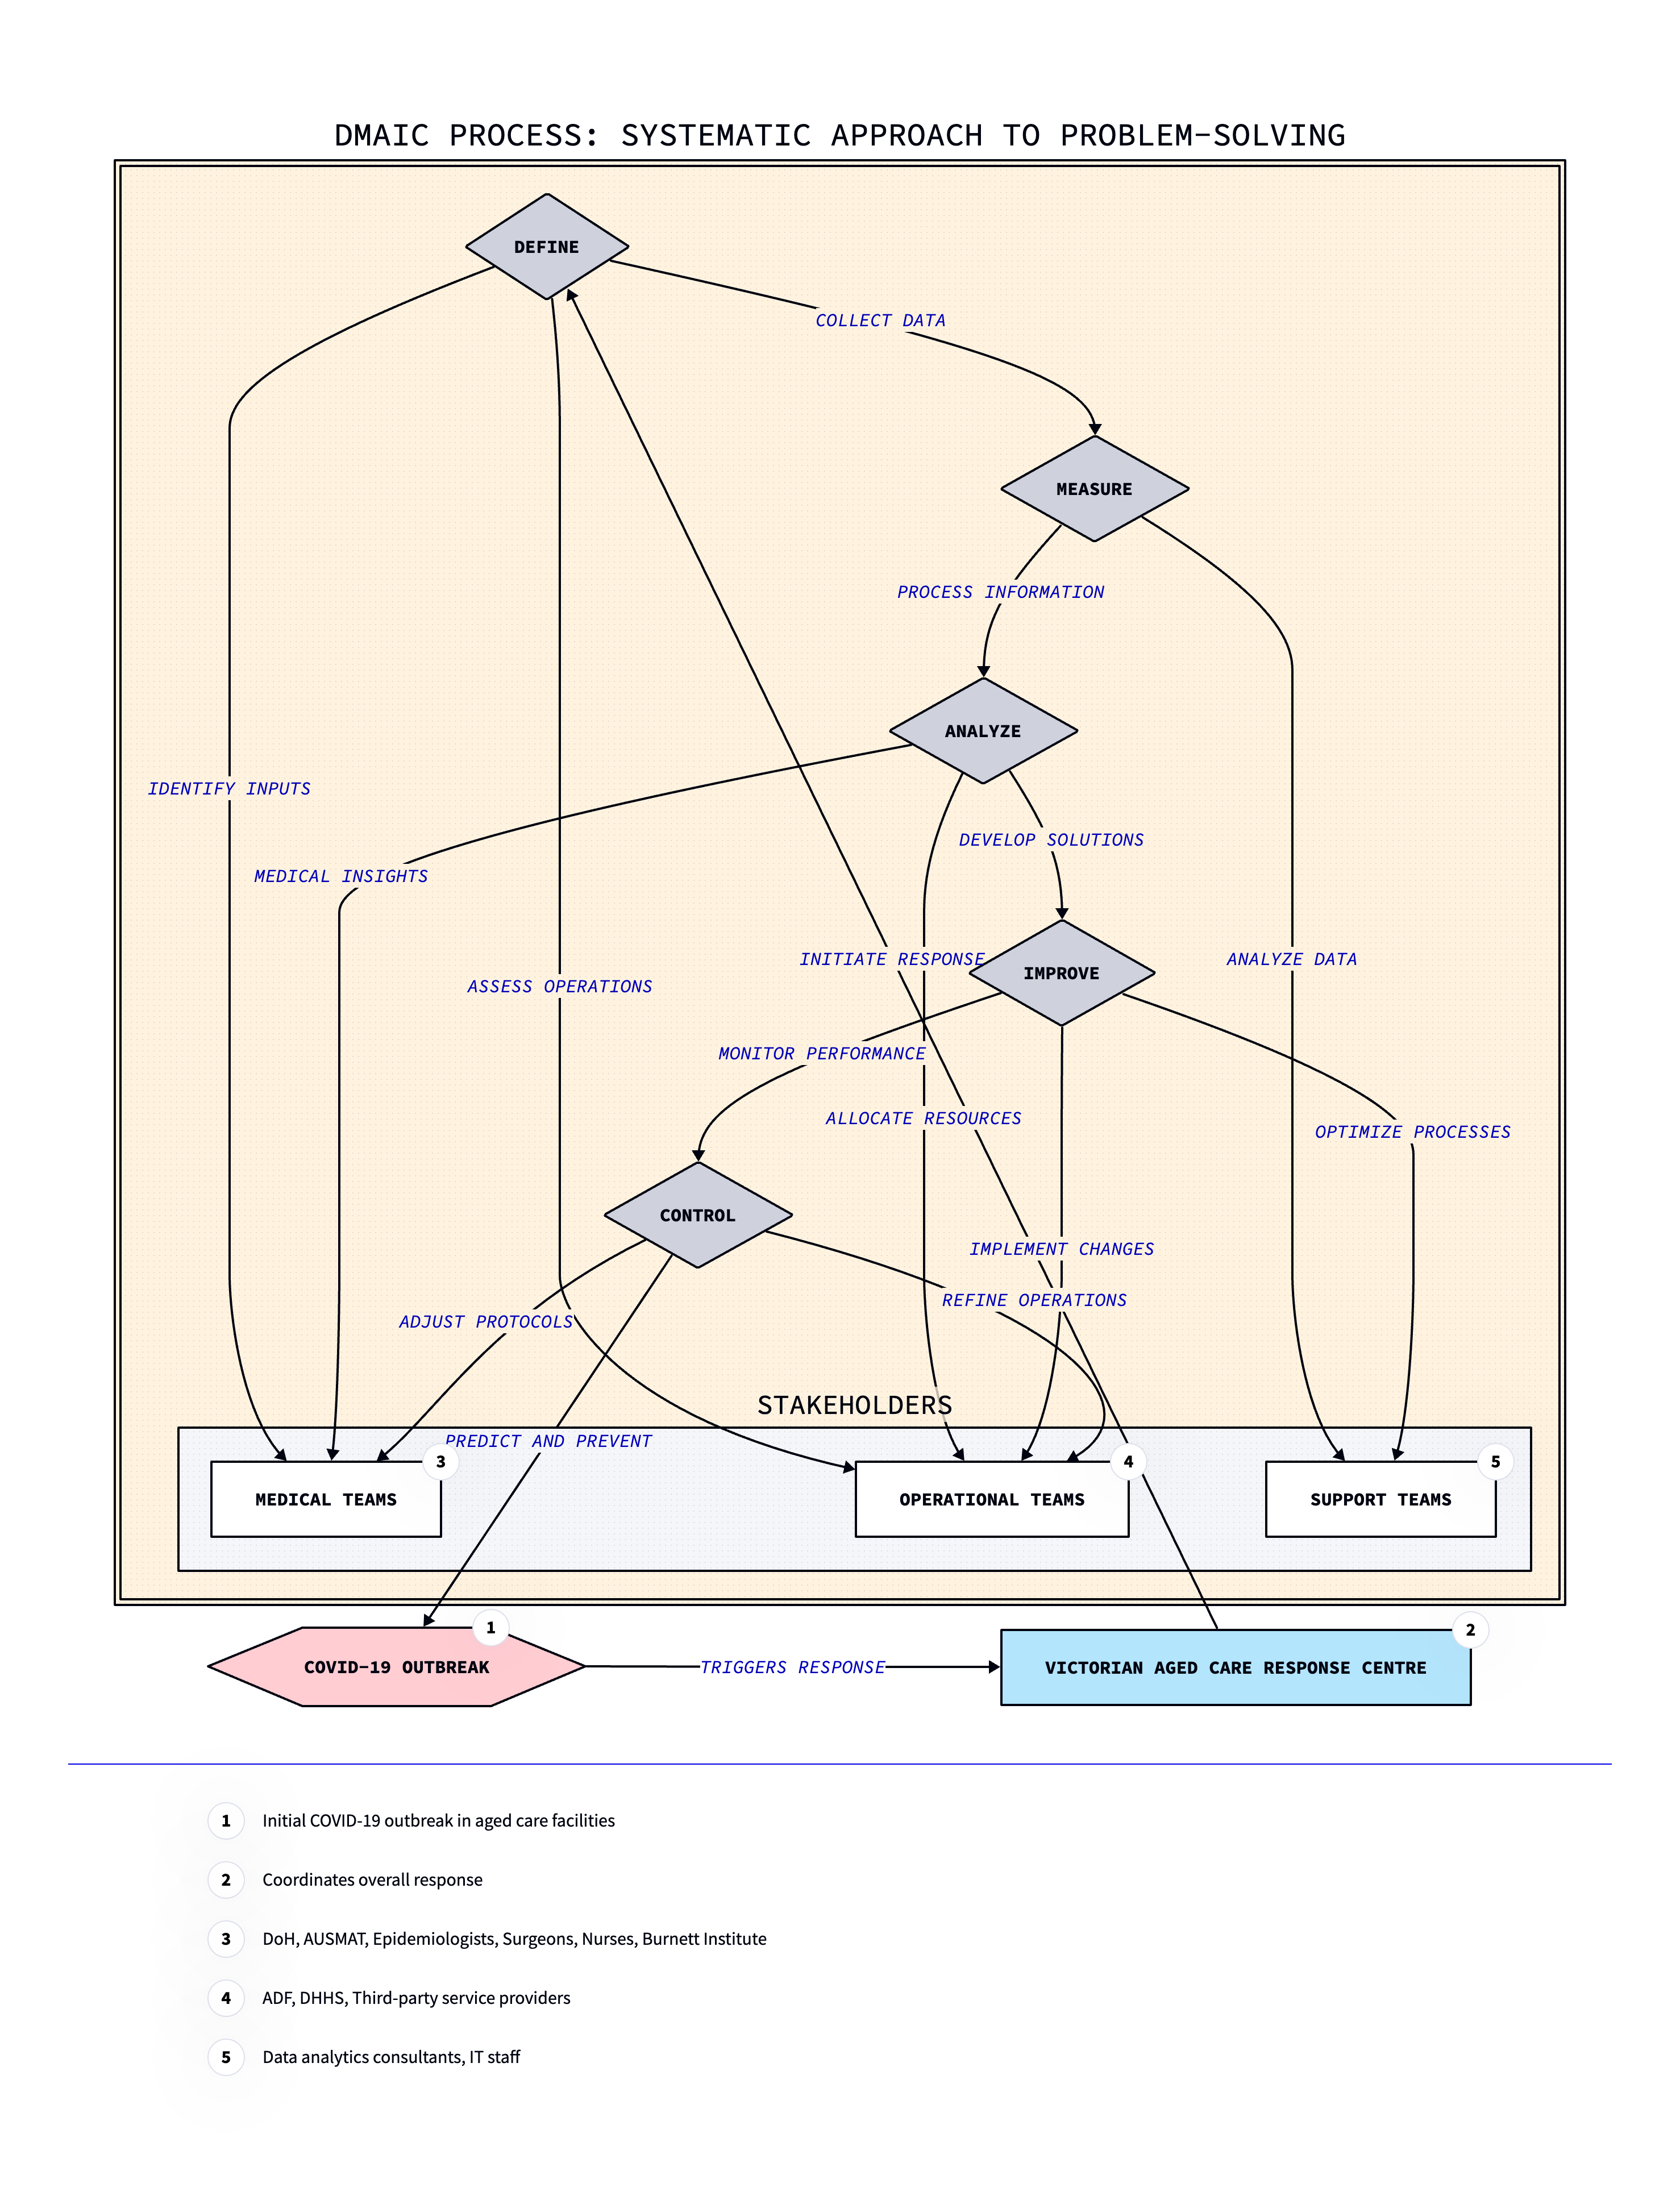 DMAIC PROCESS: SYSTEMATIC APPROACH TO PROBLEM-SOLVING
DEFINE
COLLECT DATA
MEASURE
PROCESS INFORMATION
ANALYZE
IDENTIFY INPUTS
DEVELOP SOLUTIONS
MEDICAL INSIGHTS
INITIATE RESPONSE
ANALYZE DATA
IMPROVE
ASSESS OPERATIONS
MONITOR PERFORMANCE
ALLOCATE RESOURCES
OPTIMIZE PROCESSES
CONTROL
IMPLEMENT CHANGES
REFINE OPERATIONS
ADJUST PROTOCOLS
STAKEHOLDERS
PREDICT AND PREVENT
3
4
5
MEDICAL TEAMS
OPERATIONAL TEAMS
SUPPORT TEAMS
1
2
COVID-19 OUTBREAK
TRIGGERS RESPONSE
VICTORIAN AGED CARE RESPONSE CENTRE
1 Initial COVID-19 outbreak in aged care facilities
2 Coordinates overall response
3 DoH, AUSMAT, Epidemiologists, Surgeons, Nurses, Burnett Institute
4 ADF, DHHS, Third-party service providers
5 Data analytics consultants, IT staff